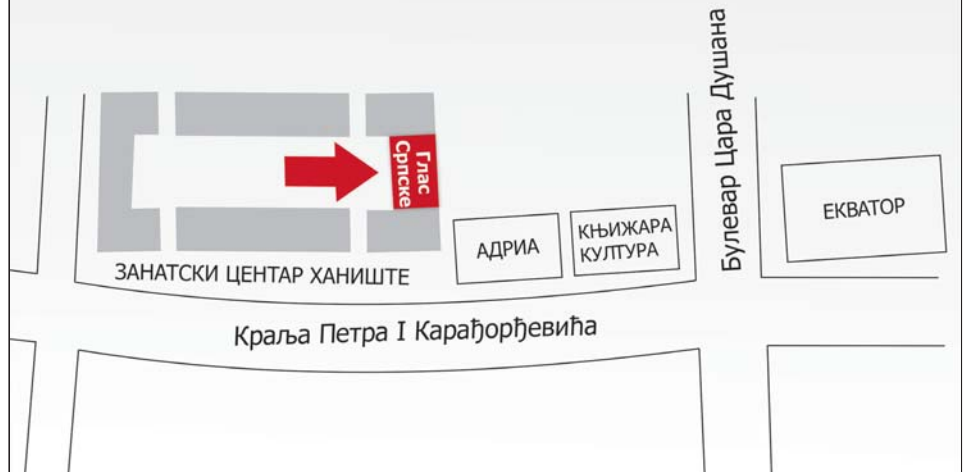 Булевар Цара Душана
Глас
Српске
ЕКВАТОР
КЊИЖАРА
КУЛТУРА
АДРИА
ЗАНАТСКИ ЦЕНТАР ХАНИШТЕ
Краља Петра I Карађорђевића